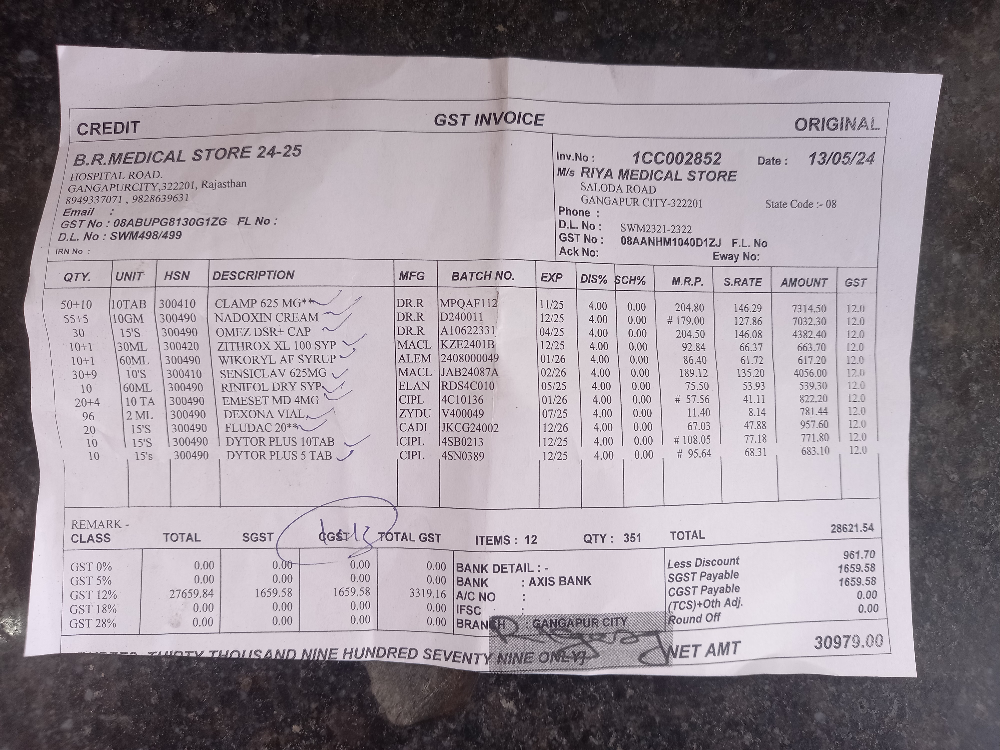 GST INVOICE
CREDIT ORIGINAL
B.R.MEDICAL STORE 24-25
HOSPITAL ROAD.
GANGAPURCITY,322201, Rajasthan
8949337071 , 9828639631
Email :
GST No : 08ABUPG8130G1ZG FL No :
D.L. No : SWM498/499
IRN No :
Inv.No : 1CC002852 Date : 13/05/24
M/s RIYA MEDICAL STORE
SALODA ROAD
GANGAPUR CITY-322201 State Code :- 08
Phone :
D.L. No : SWM2321-2322
GST No : 08AANHM1040D1ZJ F.L. No
Ack No: Eway No:
QTY. UNIT HSN DESCRIPTION MFG BATCH NO. EXP DIS% SCH% M.R.P. S.RATE AMOUNT GST
50+10 10TAB 300410 CLAMP 625 MG** DR.R MPQAF112 11/25 4.00 0.00 204.80 146.29 7314.50 12.0
55+5 10GM 300490 NADOXIN CREAM DR.R D240011 12/25 4.00 0.00 # 179.00 127.86 7032.30 12.0
30 15'S 300490 OMEZ DSR+ CAP DR.R A10622331 04/25 4.00 0.00 204.50 146.08 4382.40 12.0
10+1 30ML 300420 ZITHROX XL 100 SYP MACL KZE2401B 12/25 4.00 0.00 92.84 66.37 663.70 12.0
10+1 60ML 300490 WIKORYL AF SYRUP ALEM 2408000049 01/26 4.00 0.00 86.40 61.72 617.20 12.0
30+9 10'S 300410 SENSICLAV 625MG MACL JAB24087A 02/26 4.00 0.00 189.12 135.20 4056.00 12.0
10 60ML 300490 RINIFOL DRY SYP ELAN RDS4C010 05/25 4.00 0.00 75.50 53.93 539.30 12.0
20+4 10 TA 300490 EMESET MD 4MG CIPL 4C10136 01/26 4.00 0.00 # 57.56 41.11 822.20 12.0
96 2 ML 300490 DEXONA VIAL ZYDU V400049 07/25 4.00 0.00 11.40 8.14 781.44 12.0
20 15'S 300490 FLUDAC 20** CADI JKCG24002 12/26 4.00 0.00 67.03 47.88 957.60 12.0
10 15'S 300490 DYTOR PLUS 10TAB CIPL 4SB0213 12/25 4.00 0.00 # 108.05 77.18 771.80 12.0
10 15's 300490 DYTOR PLUS 5 TAB CIPL 4SN0389 12/25 4.00 0.00 # 95.64 68.31 683.10 12.0
REMARK -
CLASS TOTAL SGST CGST TOTAL GST
GST 0% 0.00 0.00 0.00 0.00
GST 5% 0.00 0.00 0.00 0.00
GST 12% 27659.84 1659.58 1659.58 3319.16
GST 18% 0.00 0.00 0.00 0.00
GST 28% 0.00 0.00 0.00 0.00
ITEMS : 12 QTY : 351 TOTAL 28621.54
BANK DETAIL : -
BANK : AXIS BANK
A/C NO :
IFSC :
BRANCH : GANGAPUR CITY
Less Discount 961.70
SGST Payable 1659.58
CGST Payable 1659.58
(TCS)+Oth Adj. 0.00
Round Off 0.00
THIRTY THOUSAND NINE HUNDRED SEVENTY NINE ONLY]
NET AMT 30979.00